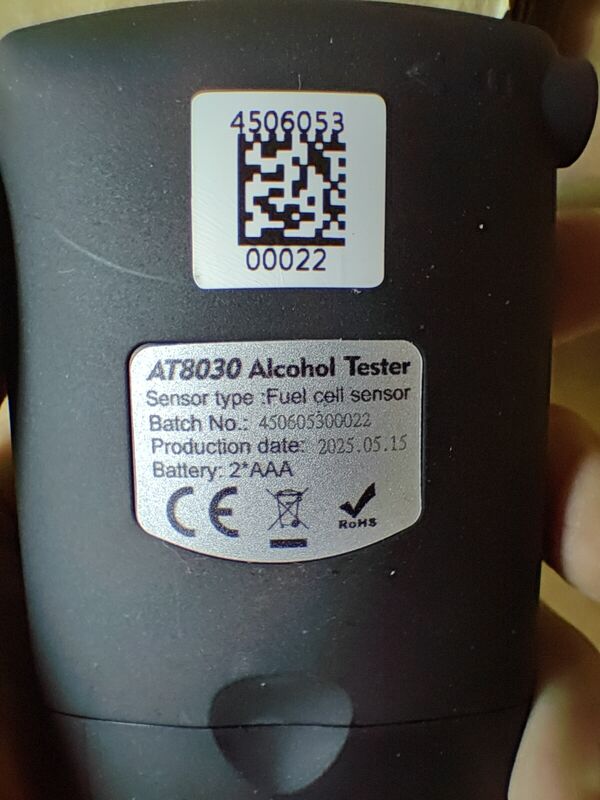 4506053
00022
AT8030 Alcohol Tester
Sensor type :Fuel cell sensor
Batch No.: 450605300022
Production date: 2025.05.15
Battery: 2*AAA
CE
RoHS